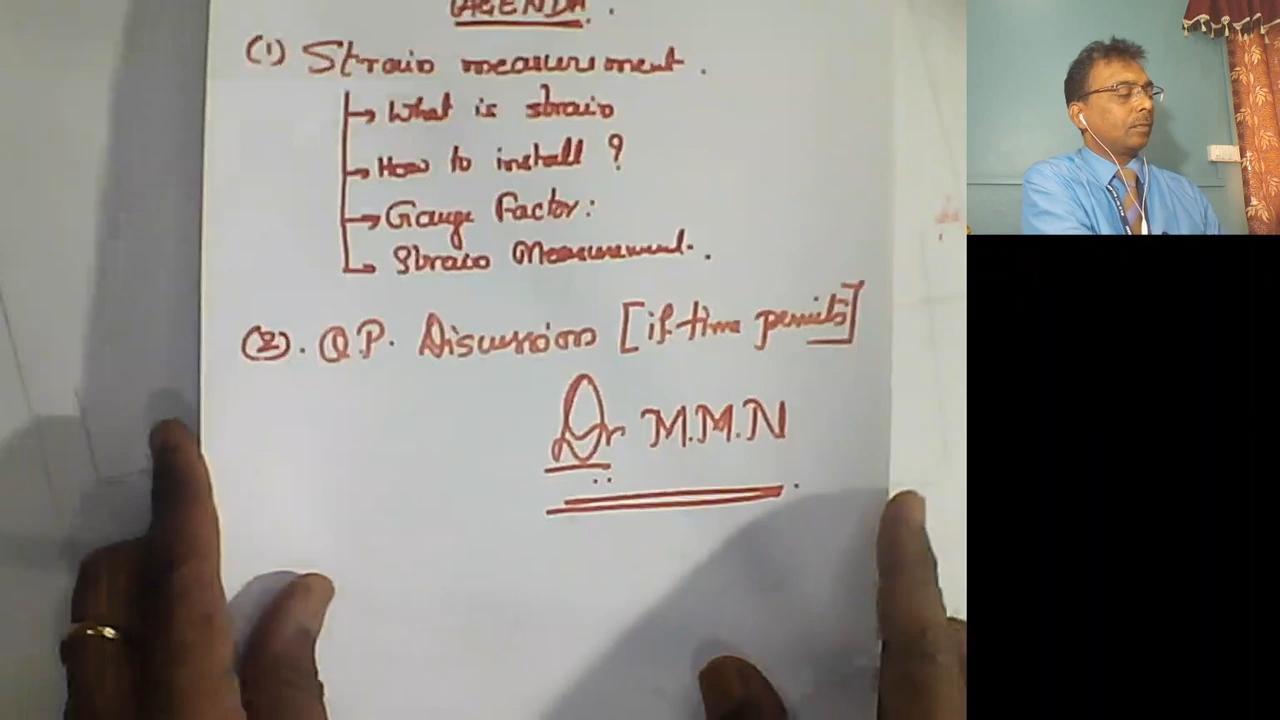 AGENDA.
(1) Strain measurement.
→ What is strain
→ How to install ?
→ Gauge Factor:
→ Strain Measurement.
(2). Q.P. Discussion [if time permits]
Dr M.M.N